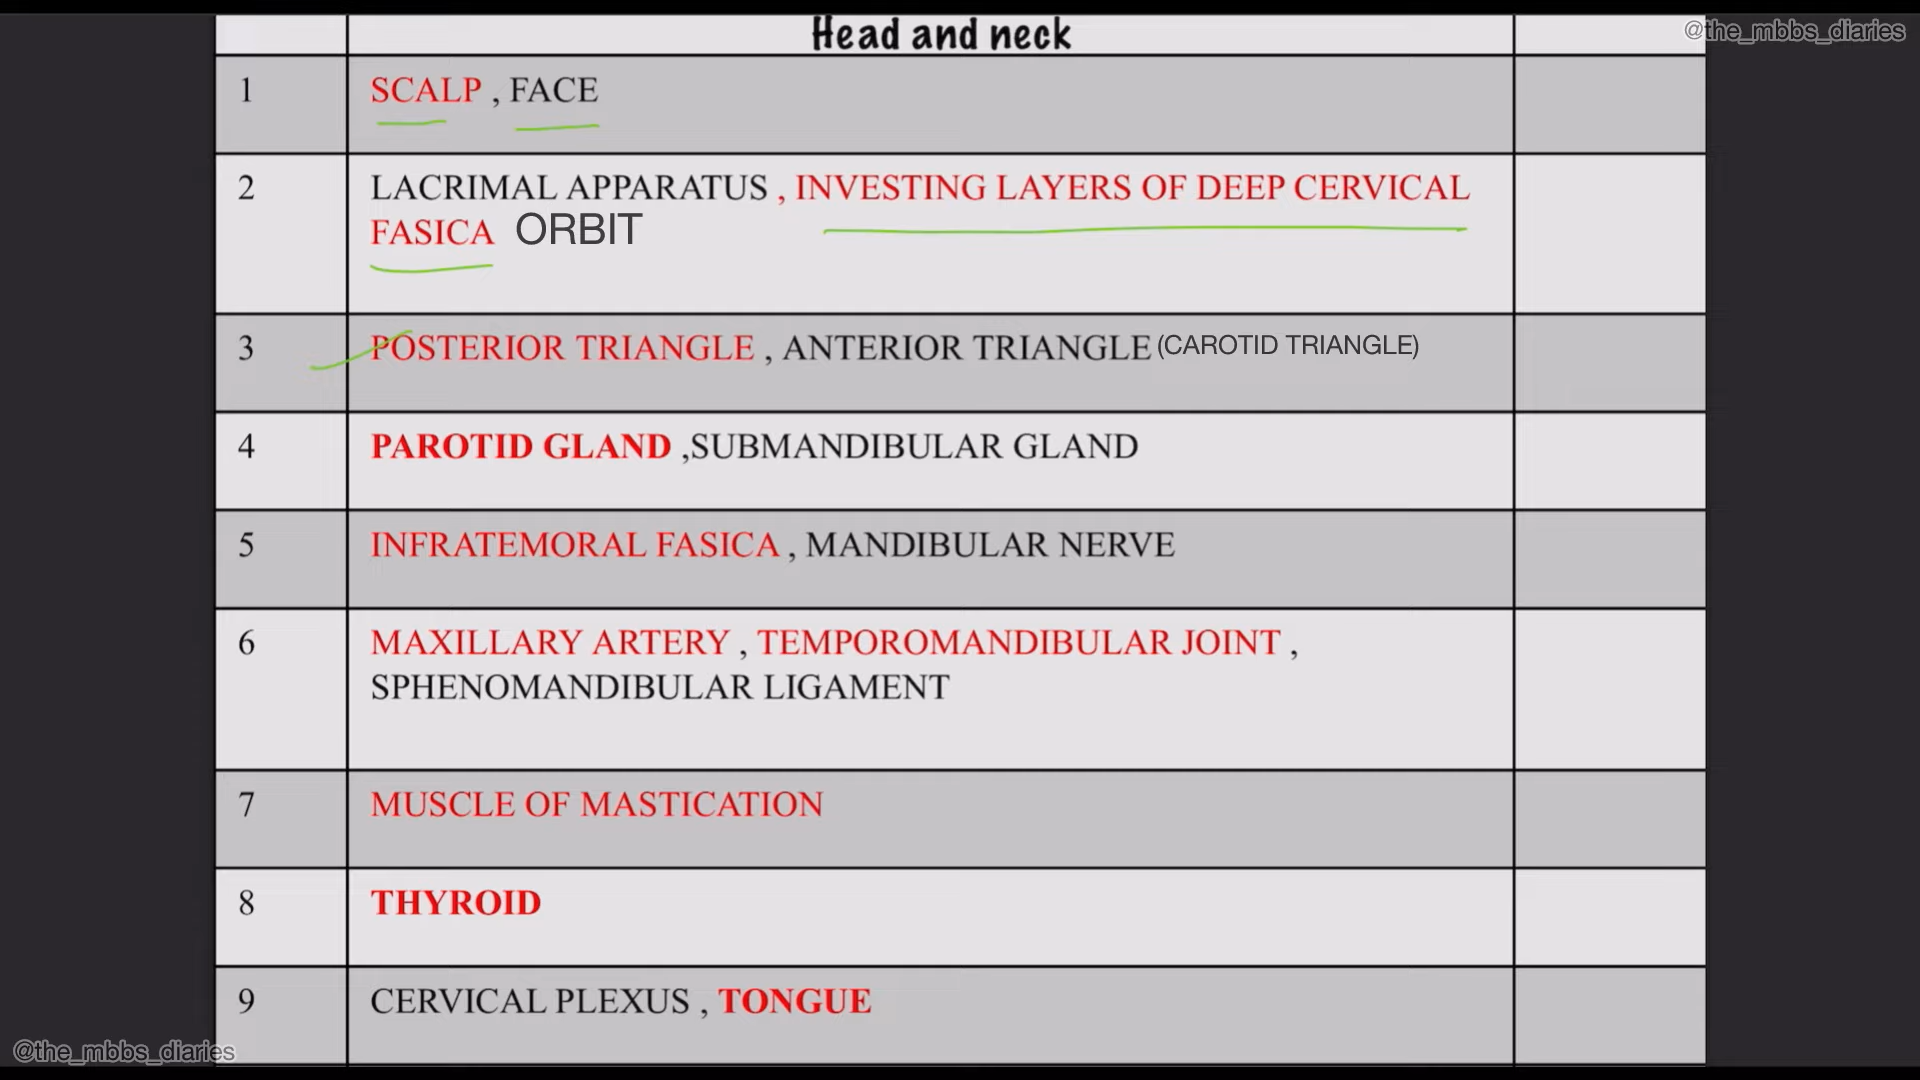 Head and neck
@the_mbbs_diaries
1 SCALP , FACE
2 LACRIMAL APPARATUS , INVESTING LAYERS OF DEEP CERVICAL
FASICA ORBIT
3 POSTERIOR TRIANGLE , ANTERIOR TRIANGLE (CAROTID TRIANGLE)
4 PAROTID GLAND ,SUBMANDIBULAR GLAND
5 INFRATEMORAL FASICA , MANDIBULAR NERVE
6 MAXILLARY ARTERY , TEMPOROMANDIBULAR JOINT ,
SPHENOMANDIBULAR LIGAMENT
7 MUSCLE OF MASTICATION
8 THYROID
9 CERVICAL PLEXUS , TONGUE
@the_mbbs_diaries